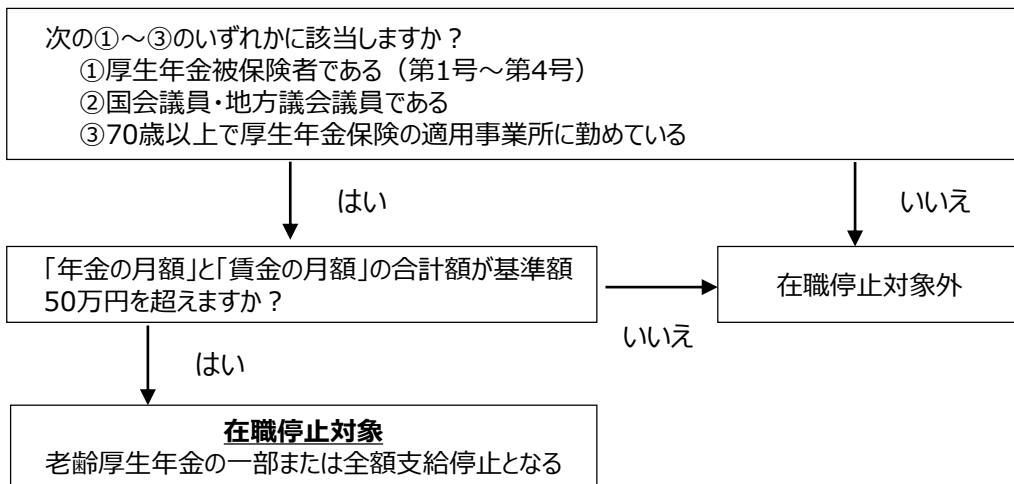 次の①～③のいずれかに該当しますか？
①厚生年金被保険者である（第1号～第4号）
②国会議員・地方議会議員である
③70歳以上で厚生年金保険の適用事業所に勤めている
はい
いいえ
「年金の月額」と「賃金の月額」の合計額が基準額
50万円を超えますか？
在職停止対象外
いいえ
はい
在職停止対象
老齢厚生年金の一部または全額支給停止となる